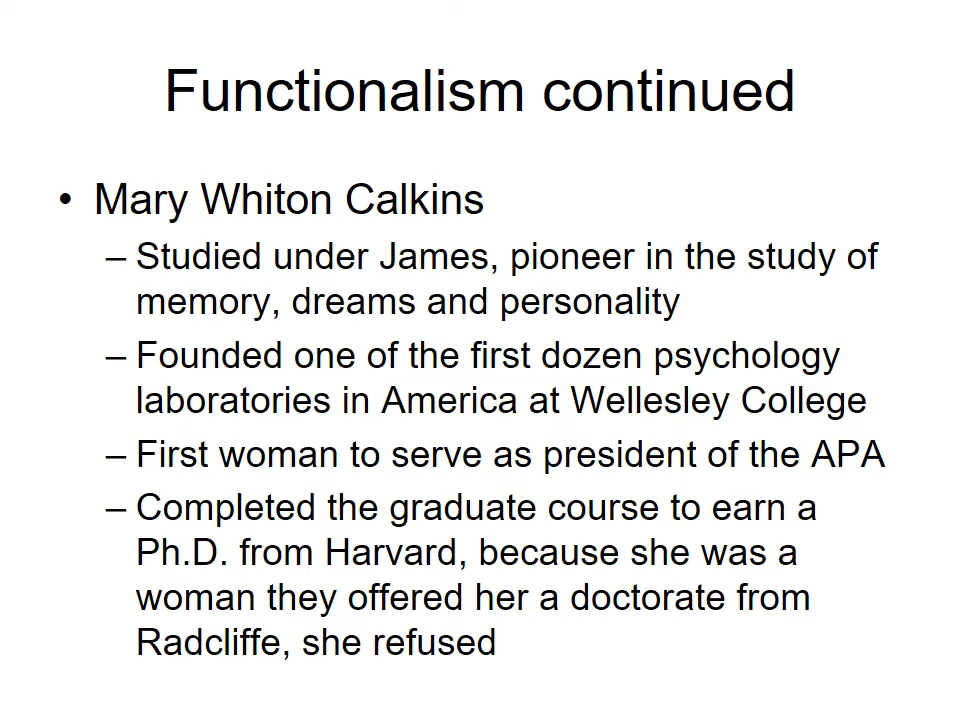 Functionalism continued
• Mary Whiton Calkins
– Studied under James, pioneer in the study of
memory, dreams and personality
– Founded one of the first dozen psychology
laboratories in America at Wellesley College
– First woman to serve as president of the APA
– Completed the graduate course to earn a
Ph.D. from Harvard, because she was a
woman they offered her a doctorate from
Radcliffe, she refused